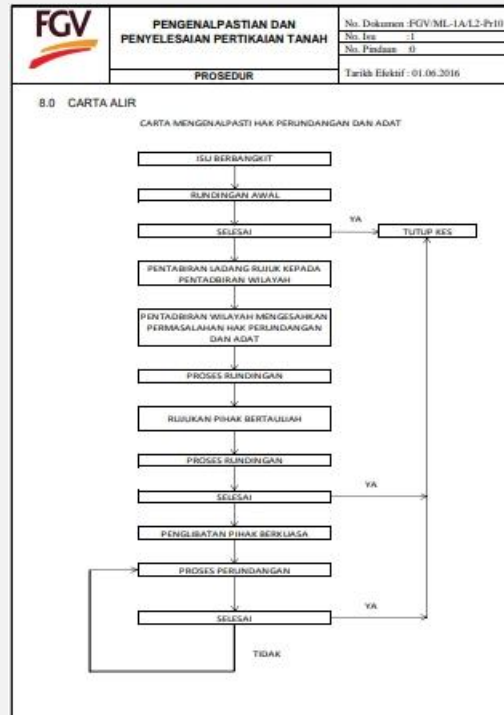 FGV
PENGENALPASTIAN DAN
PENYELESAIAN PERTIKAIAN TANAH
PROSEDUR
No. Dokumen :FGV/ML-1A/L2-Pr10
No. Isu :1
No. Pindaan :0
Tarikh Efektif : 01.06.2016
8.0 CARTA ALIR
CARTA MENGENALPASTI HAK PERUNDANGAN DAN ADAT
ISU BERBANGKIT
RUNDINGAN AWAL
SELESAI
YA
TUTUP KES
PENTABIRAN LADANG RUJUK KEPADA
PENTADBIRAN WILAYAH
PENTADBIRAN WILAYAH MENGESAHKAN
PERMASALAHAN HAK PERUNDANGAN
DAN ADAT
PROSES RUNDINGAN
RUJUKAN PIHAK BERTAULIAH
PROSES RUNDINGAN
SELESAI
YA
PENGLIBATAN PIHAK BERKUASA
PROSES PERUNDANGAN
SELESAI
YA
TIDAK